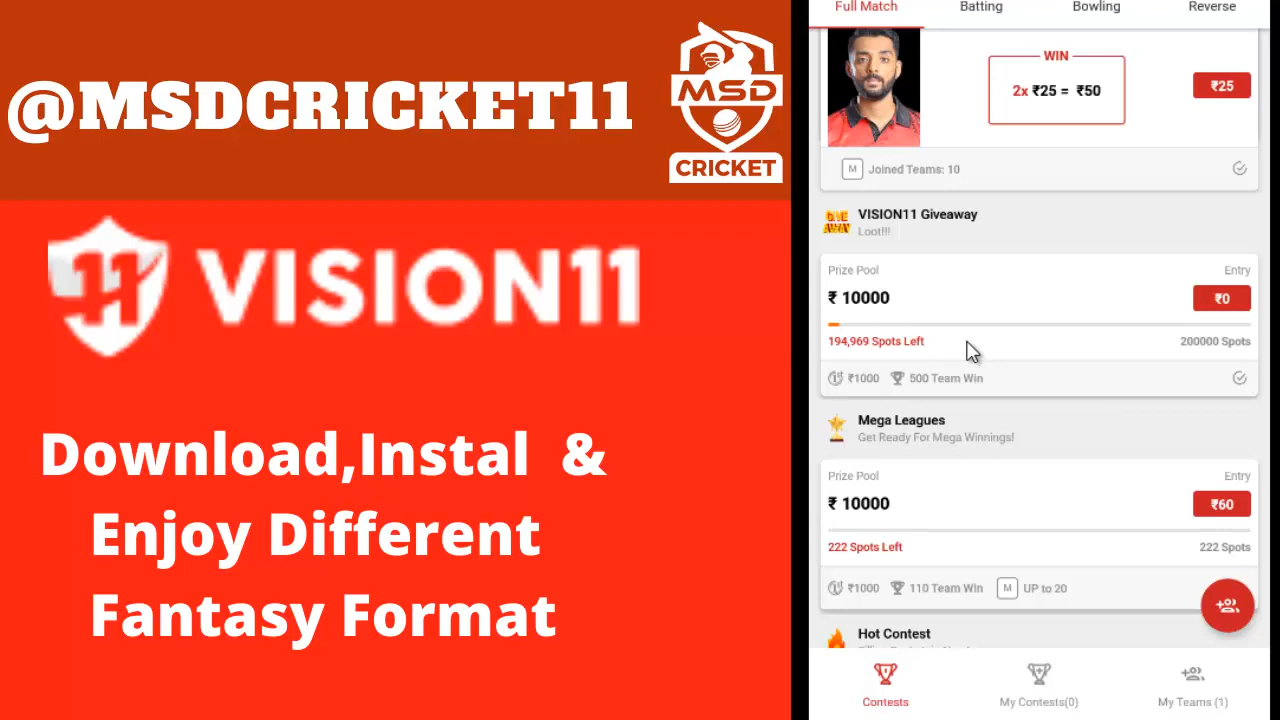 @MSDCRICKET11
MSD
CRICKET
11 VISION11
Download,Instal &
Enjoy Different
Fantasy Format
Full Match Batting Bowling Reverse
WIN
2x ₹25 = ₹50
₹25
M Joined Teams: 10
GIVE AWAY
VISION11 Giveaway
Loot!!!
Prize Pool Entry
₹ 10000 ₹0
194,969 Spots Left 200000 Spots
₹1000 500 Team Win
Mega Leagues
Get Ready For Mega Winnings!
Prize Pool Entry
₹ 10000 ₹60
222 Spots Left 222 Spots
₹1000 110 Team Win M UP to 20
Hot Contest
Contests My Contests(0) My Teams (1)